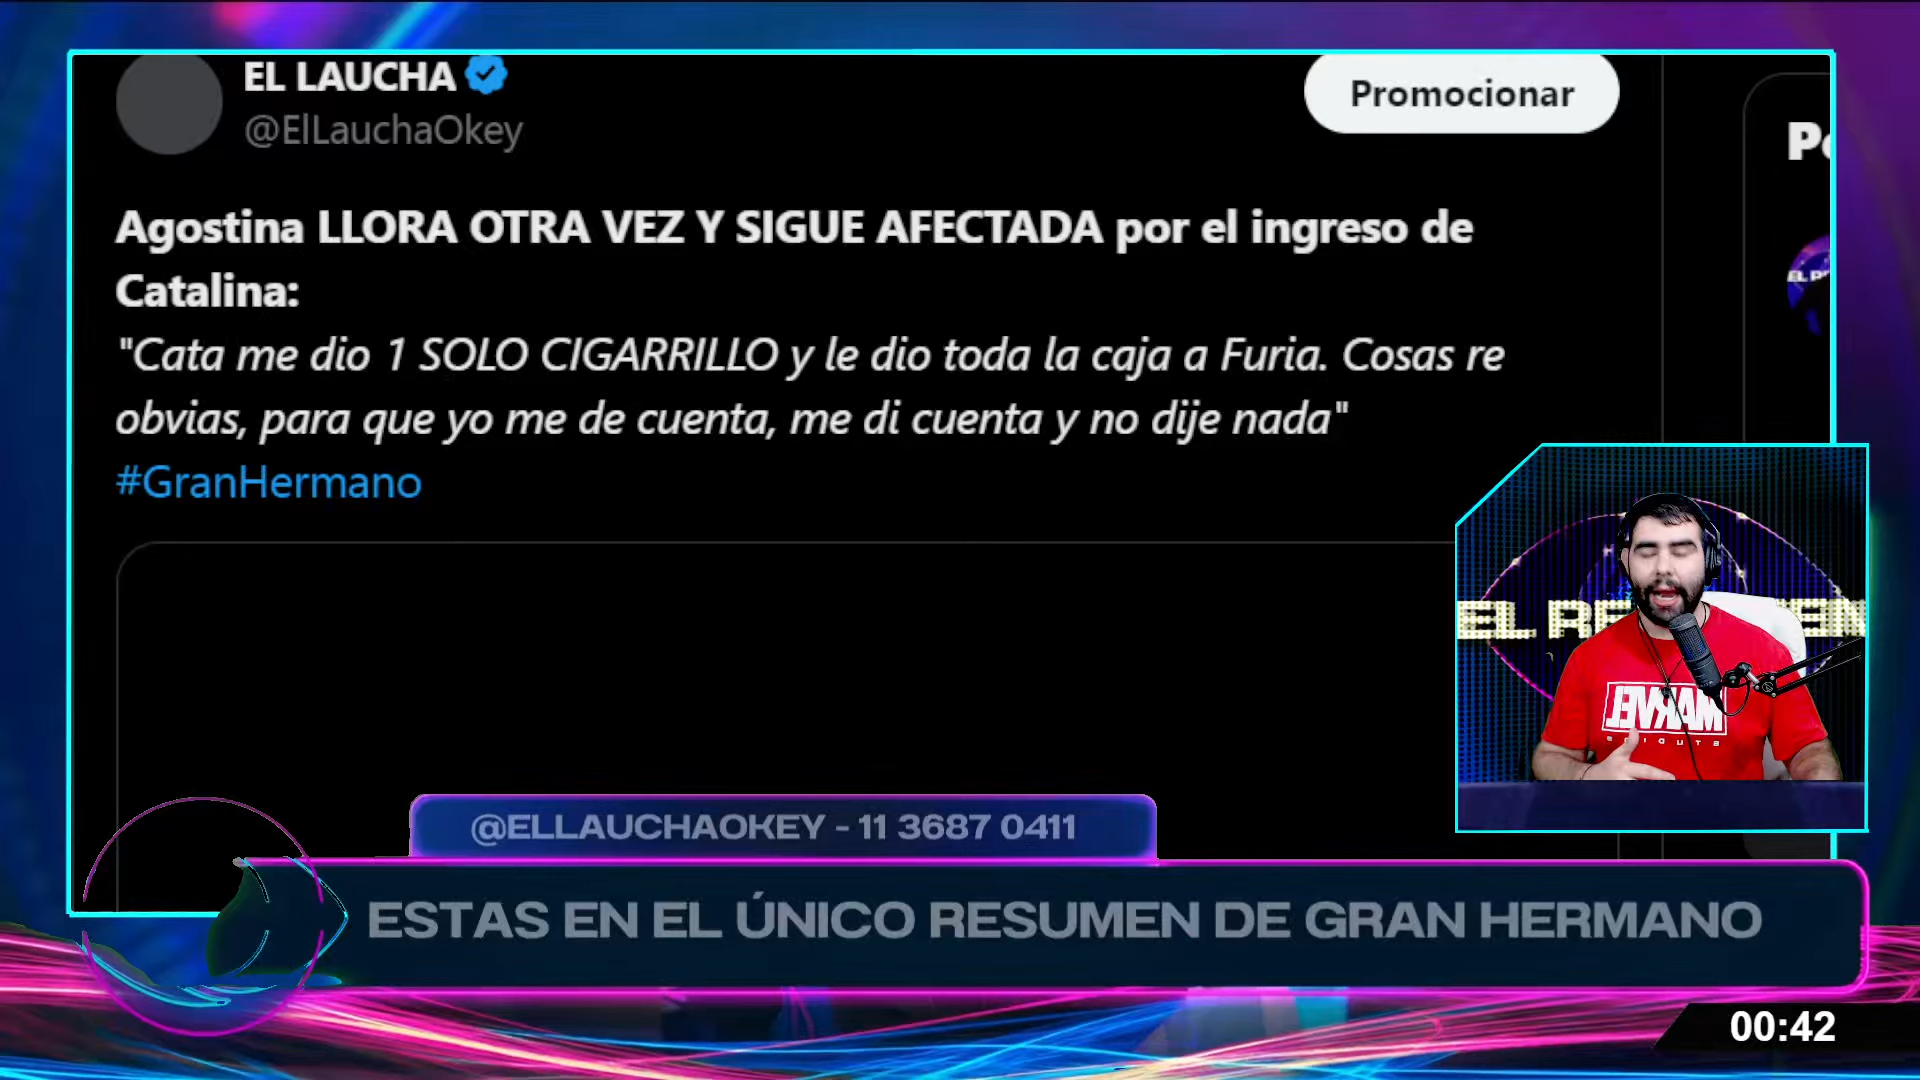 EL LAUCHA
@ElLauchaOkey
Promocionar
Agostina LLORA OTRA VEZ Y SIGUE AFECTADA por el ingreso de
Catalina:
"Cata me dio 1 SOLO CIGARRILLO y le dio toda la caja a Furia. Cosas re
obvias, para que yo me de cuenta, me di cuenta y no dije nada"
#GranHermano
MARVEL
STUDIOS
@ELLAUCHAOKEY - 11 3687 0411
ESTAS EN EL ÚNICO RESUMEN DE GRAN HERMANO
00:42